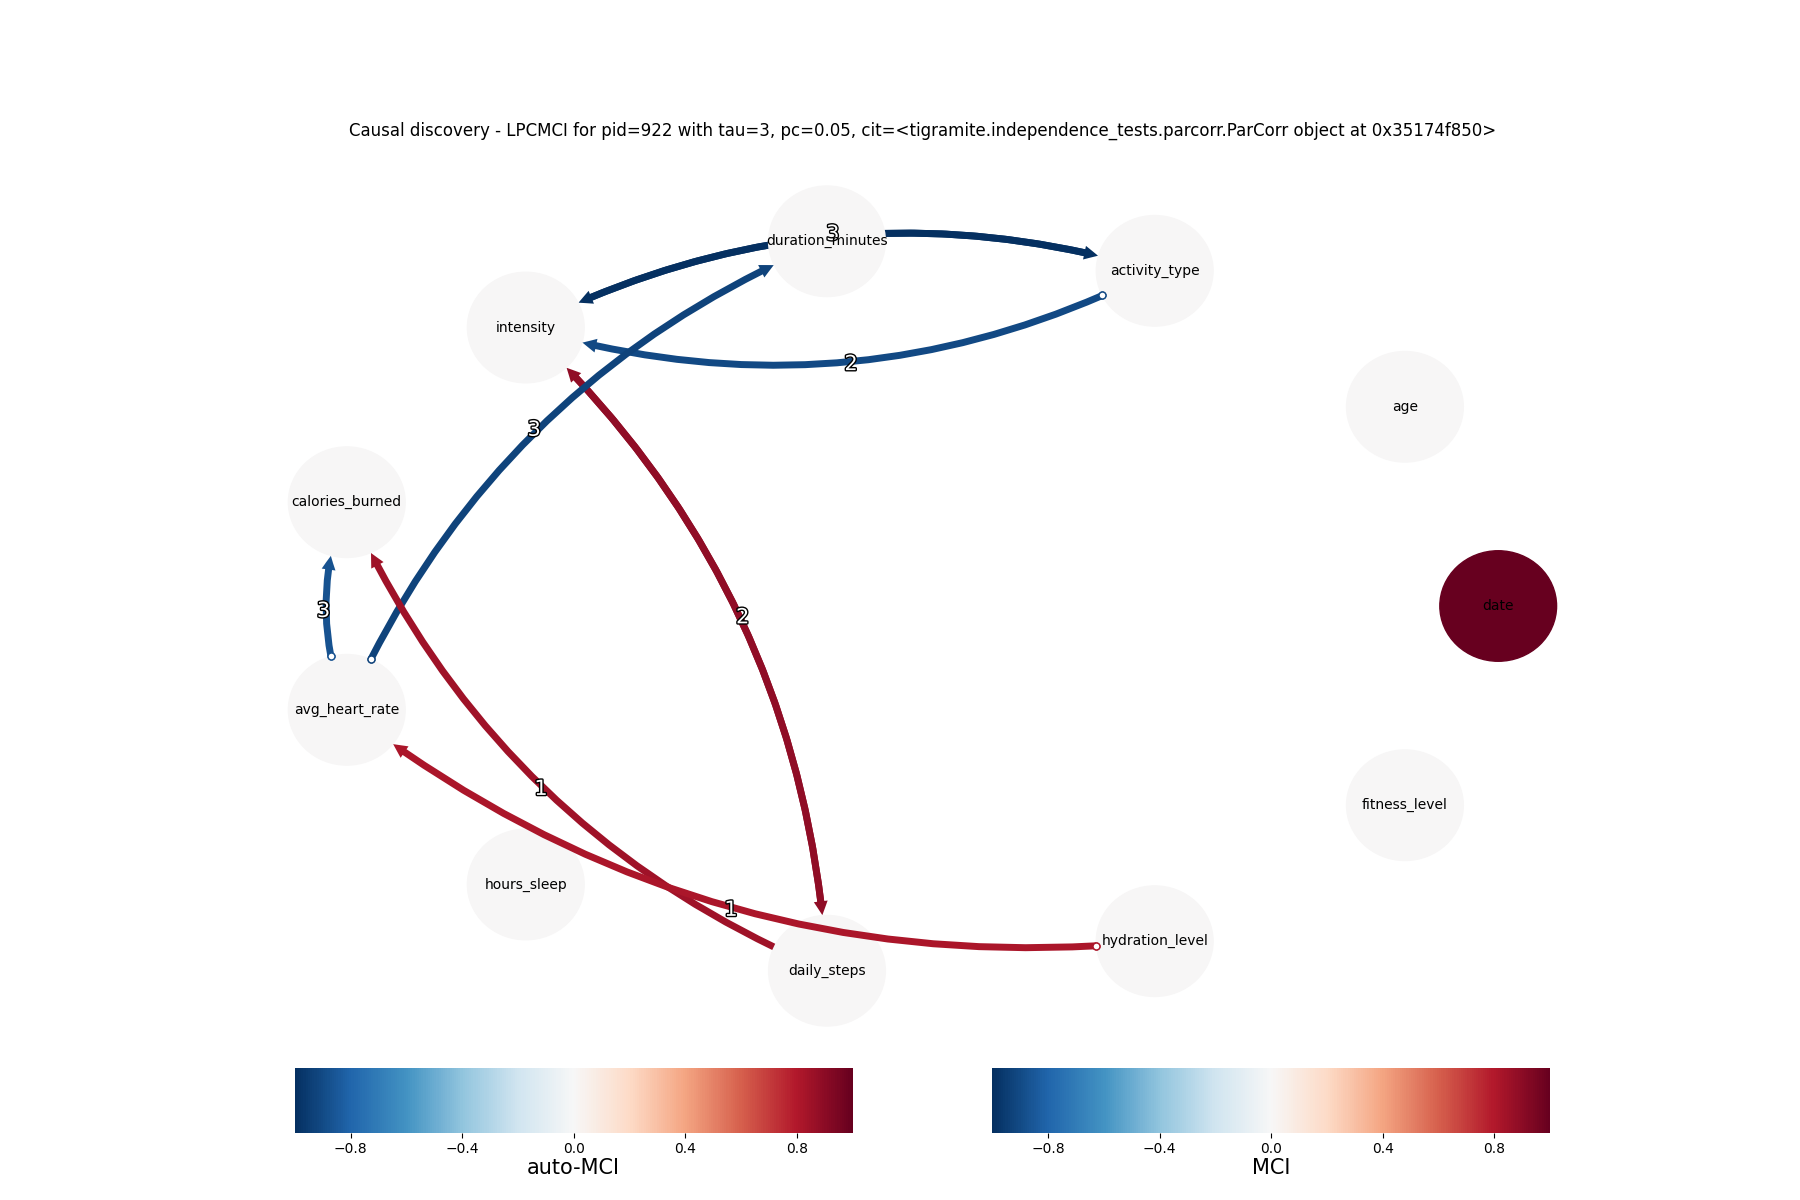 Causal discovery - LPCMCI for pid=922 with tau=3, pc=0.05, cit=<tigramite.independence_tests.parcorr.ParCorr object at 0x35174f850>
3
duration_minutes
activity_type
intensity
2
age
3
calories_burned
date
3
2
avg_heart_rate
1
fitness_level
hours_sleep
1
hydration_level
daily_steps
−0.8 −0.4 0.0 0.4 0.8
auto-MCI
−0.8 −0.4 0.0 0.4 0.8
MCI